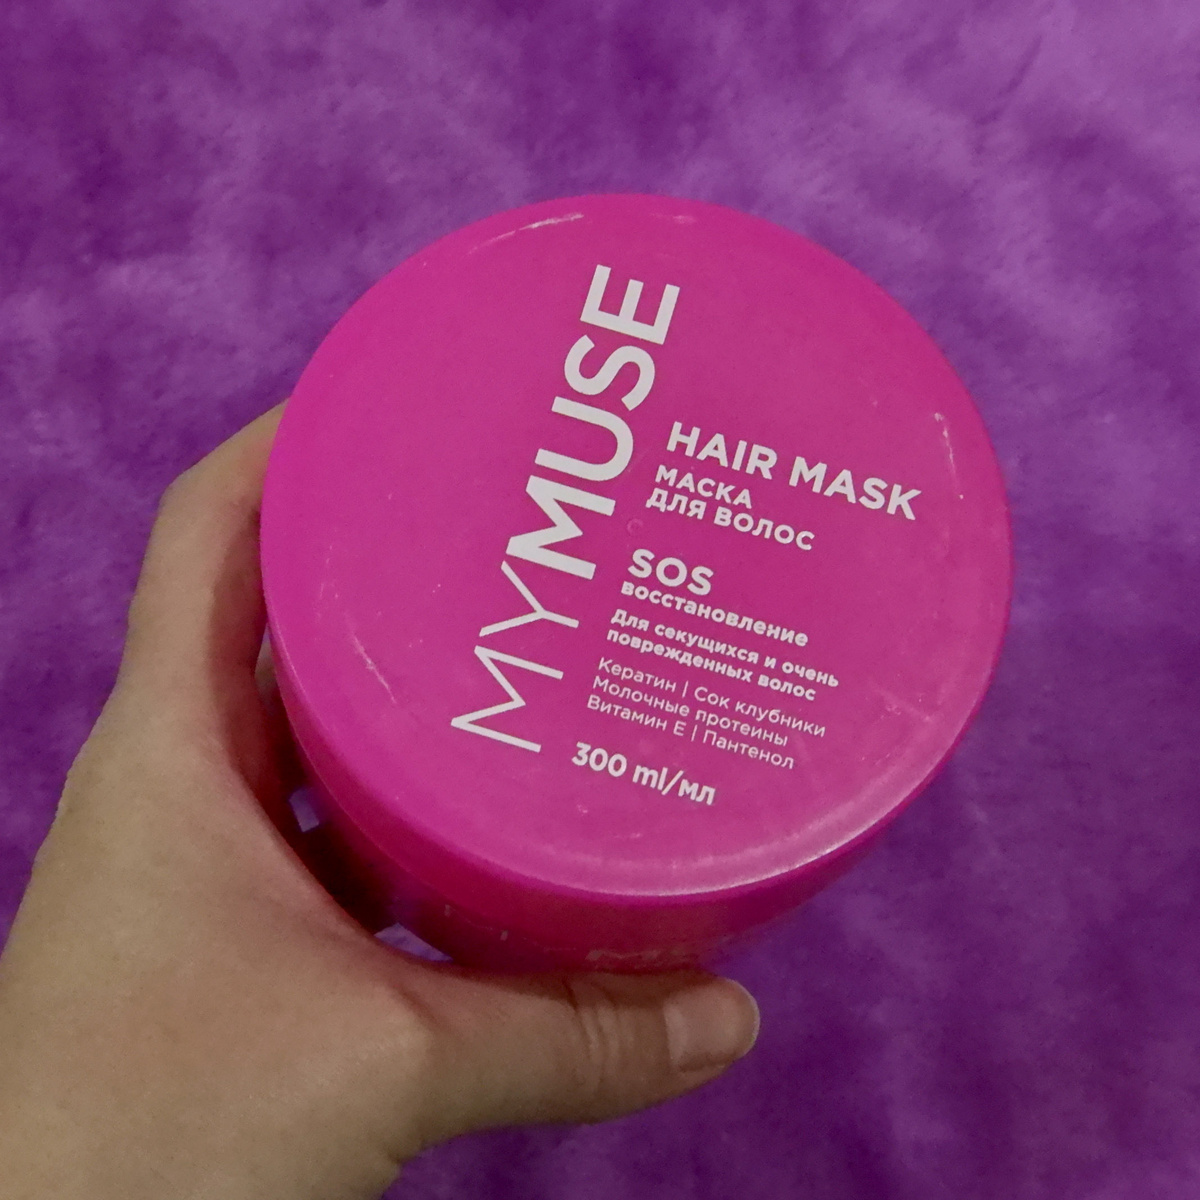 MYMUSE
HAIR MASK
МАСКА
ДЛЯ ВОЛОС
SOS
восстановление
Для секущихся и очень
поврежденных волос
Кератин | Сок клубники
Молочные протеины
Витамин Е | Пантенол
300 ml/мл